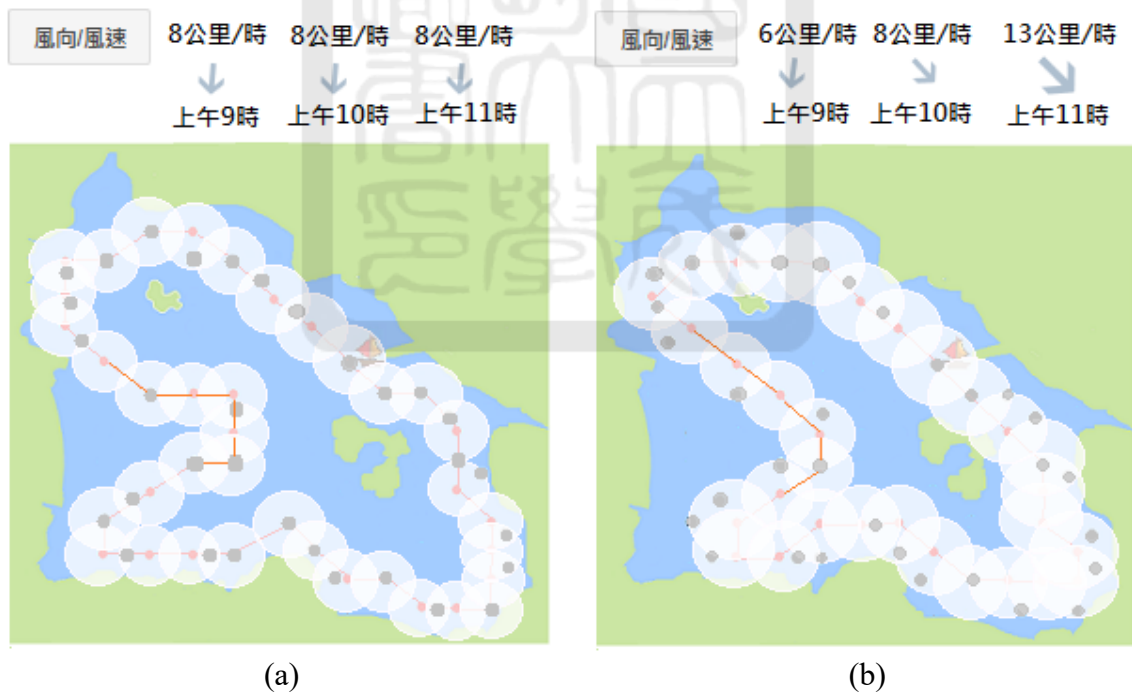 風向/風速 8公里/時 8公里/時 8公里/時
上午9時 上午10時 上午11時
風向/風速 6公里/時 8公里/時 13公里/時
上午9時 上午10時 上午11時
(a)
(b)